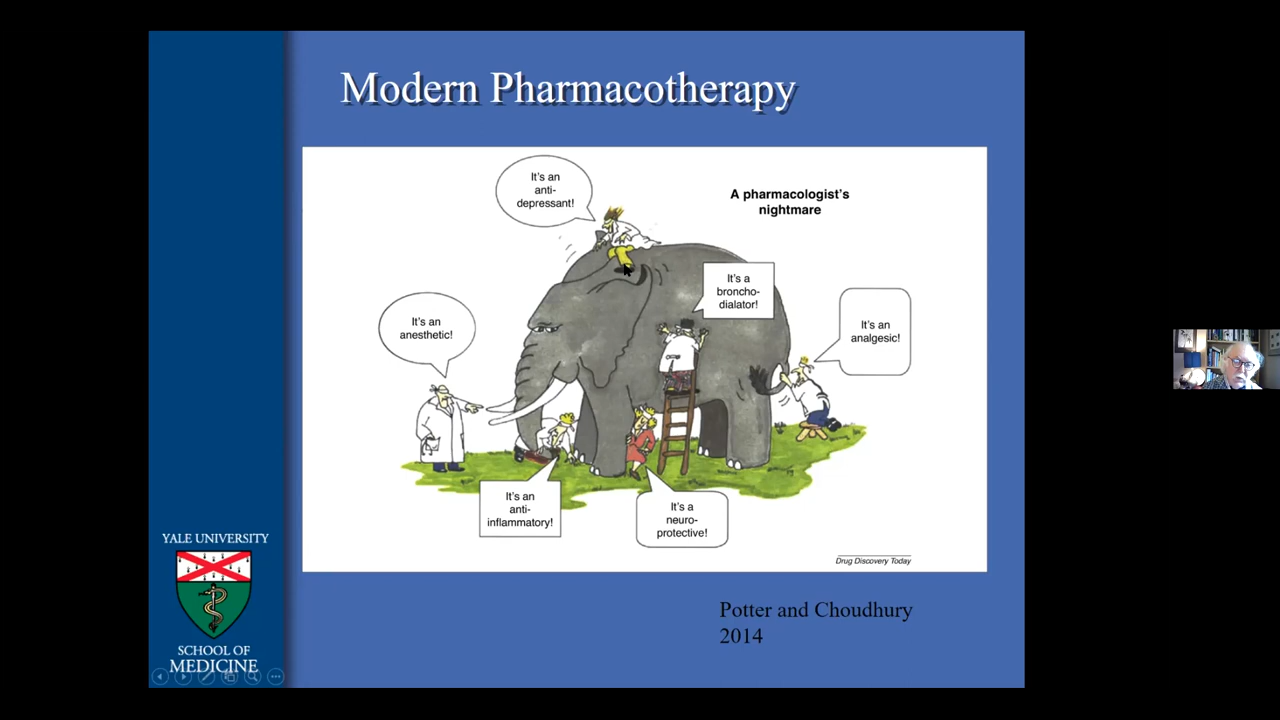 Modern Pharmacotherapy
It's an
anti-
depressant!
A pharmacologist's
nightmare
It's a
broncho-
dialator!
It's an
anesthetic!
It's an
analgesic!
It's an
anti-
inflammatory!
It's a
neuro-
protective!
Drug Discovery Today
Potter and Choudhury
2014
YALE UNIVERSITY
SCHOOL OF
MEDICINE